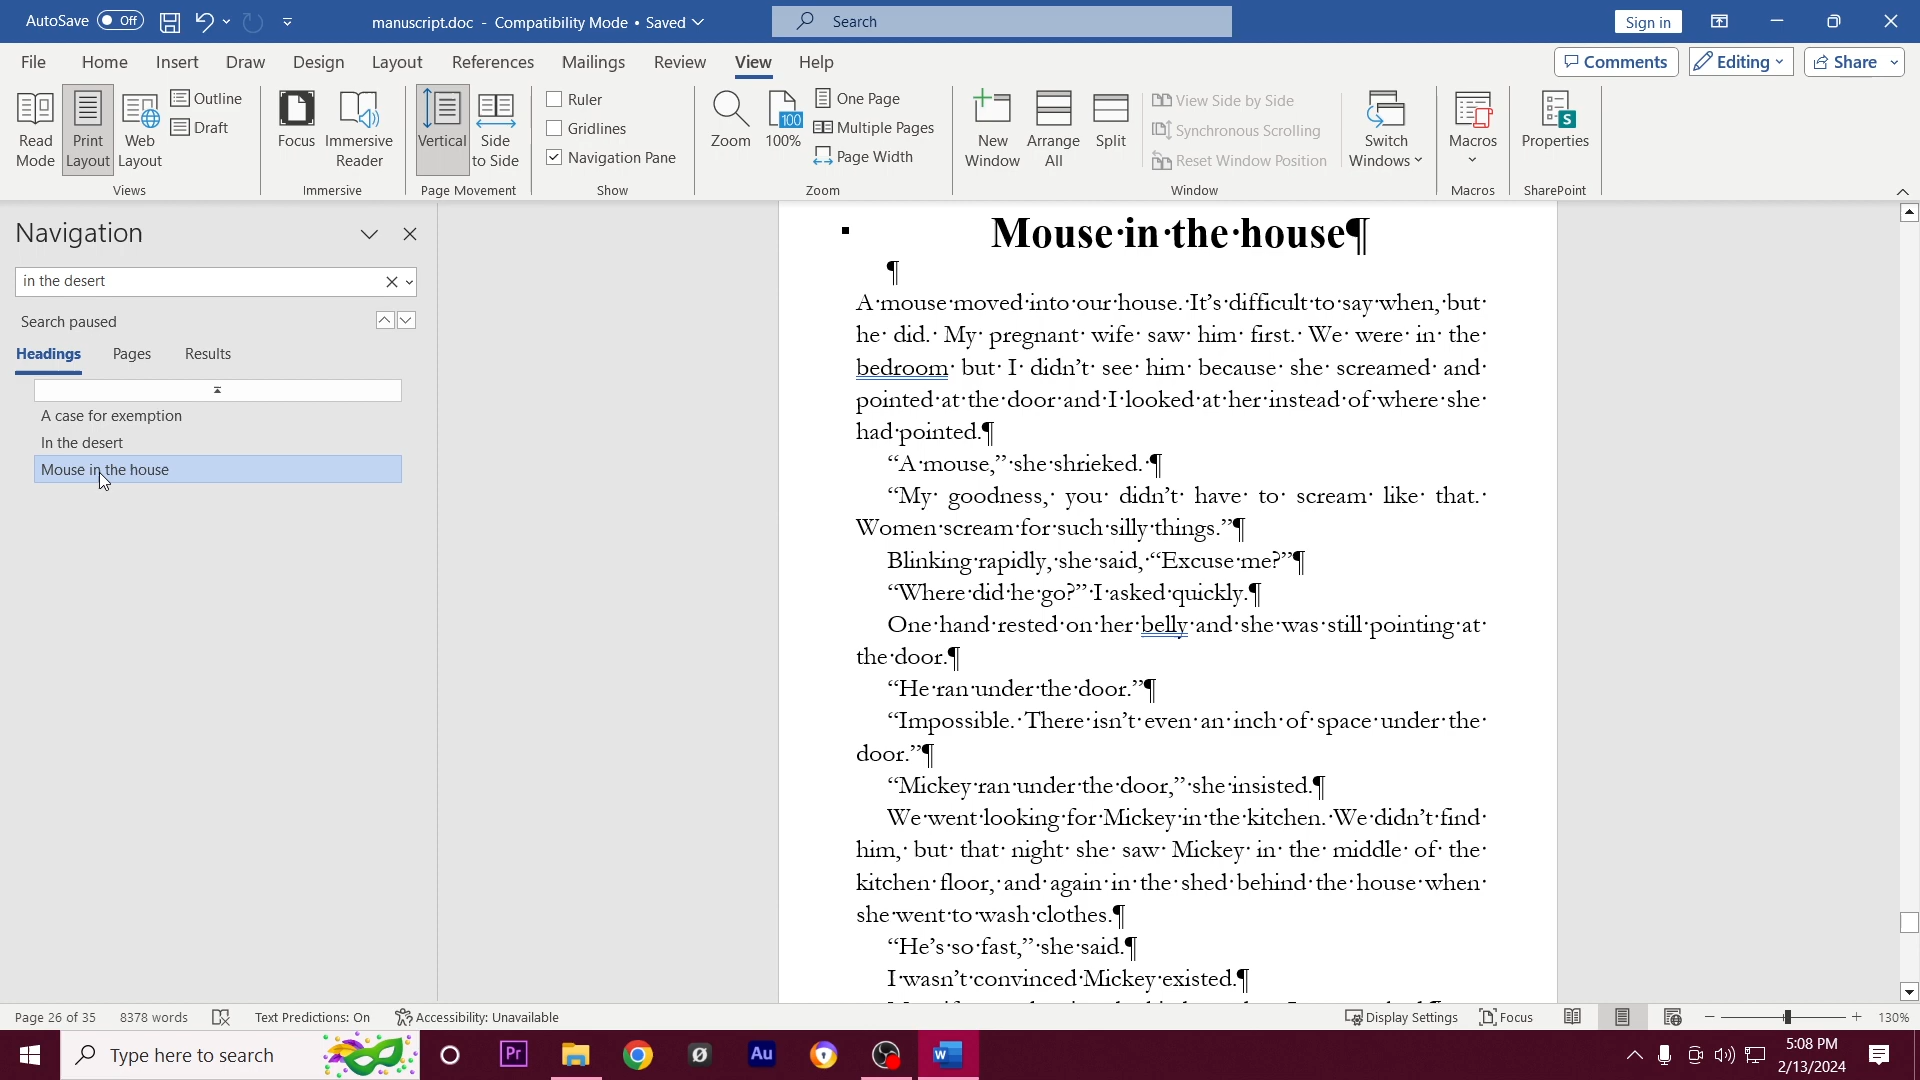 AutoSave Off manuscript.doc - Compatibility Mode • Saved Search Sign in
File Home Insert Draw Design Layout References Mailings Review View Help Comments Editing Share
Read Mode
Print Layout
Web Layout
Outline
Draft
Views
Focus
Immersive Reader
Immersive
Vertical
Side to Side
Page Movement
Ruler
Gridlines
Navigation Pane
Show
Zoom
100
100%
One Page
Multiple Pages
Page Width
Zoom
New Window
Arrange All
Split
View Side by Side
Synchronous Scrolling
Reset Window Position
Window
Switch Windows
Macros
Macros
S
Properties
SharePoint
Navigation
in the desert
Search paused
Headings Pages Results
A case for exemption
In the desert
Mouse in the house
Mouse·in·the·house¶
¶
A·mouse·moved·into·our·house.·It’s·difficult·to·say·when,·but·
he· did.· My· pregnant· wife· saw· him· first.· We· were· in· the·
bedroom· but· I· didn’t· see· him· because· she· screamed· and·
pointed·at·the·door·and·I·looked·at·her·instead·of·where·she·
had·pointed.¶
“A·mouse,”·she·shrieked.·¶
“My· goodness,· you· didn’t· have· to· scream· like· that.·
Women·scream·for·such·silly·things.”¶
Blinking·rapidly,·she·said,·“Excuse·me?”¶
“Where·did·he·go?”·I·asked·quickly.¶
One·hand·rested·on·her·belly·and·she·was·still·pointing·at·
the·door.¶
“He·ran·under·the·door.”¶
“Impossible.·There·isn’t·even·an·inch·of·space·under·the·
door.”¶
“Mickey·ran·under·the·door,”·she·insisted.¶
We·went·looking·for·Mickey·in·the·kitchen.·We·didn’t·find·
him,· but· that· night· she· saw· Mickey· in· the· middle· of· the·
kitchen·floor,·and·again·in·the·shed·behind·the·house·when·
she·went·to·wash·clothes.¶
“He’s·so·fast,”·she·said.¶
I·wasn’t·convinced·Mickey·existed.¶
Page 26 of 35 8378 words Text Predictions: On Accessibility: Unavailable Display Settings Focus 130%
Type here to search Pr Au W 5:08 PM
2/13/2024